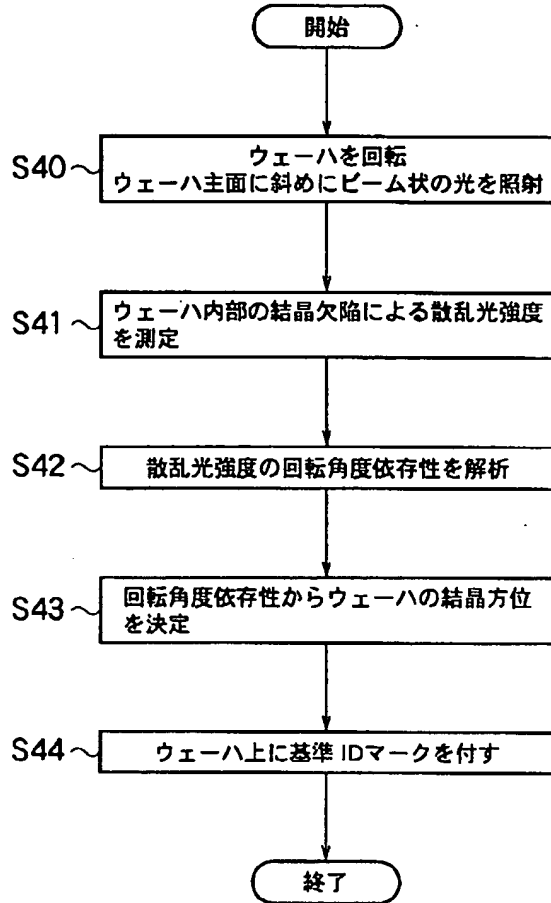 開始
S40
ウェーハを回転
ウェーハ主面に斜めにビーム状の光を照射
S41
ウェーハ内部の結晶欠陥による散乱光強度
を測定
S42
散乱光強度の回転角度依存性を解析
S43
回転角度依存性からウェーハの結晶方位
を決定
S44
ウェーハ上に基準IDマークを付す
終了